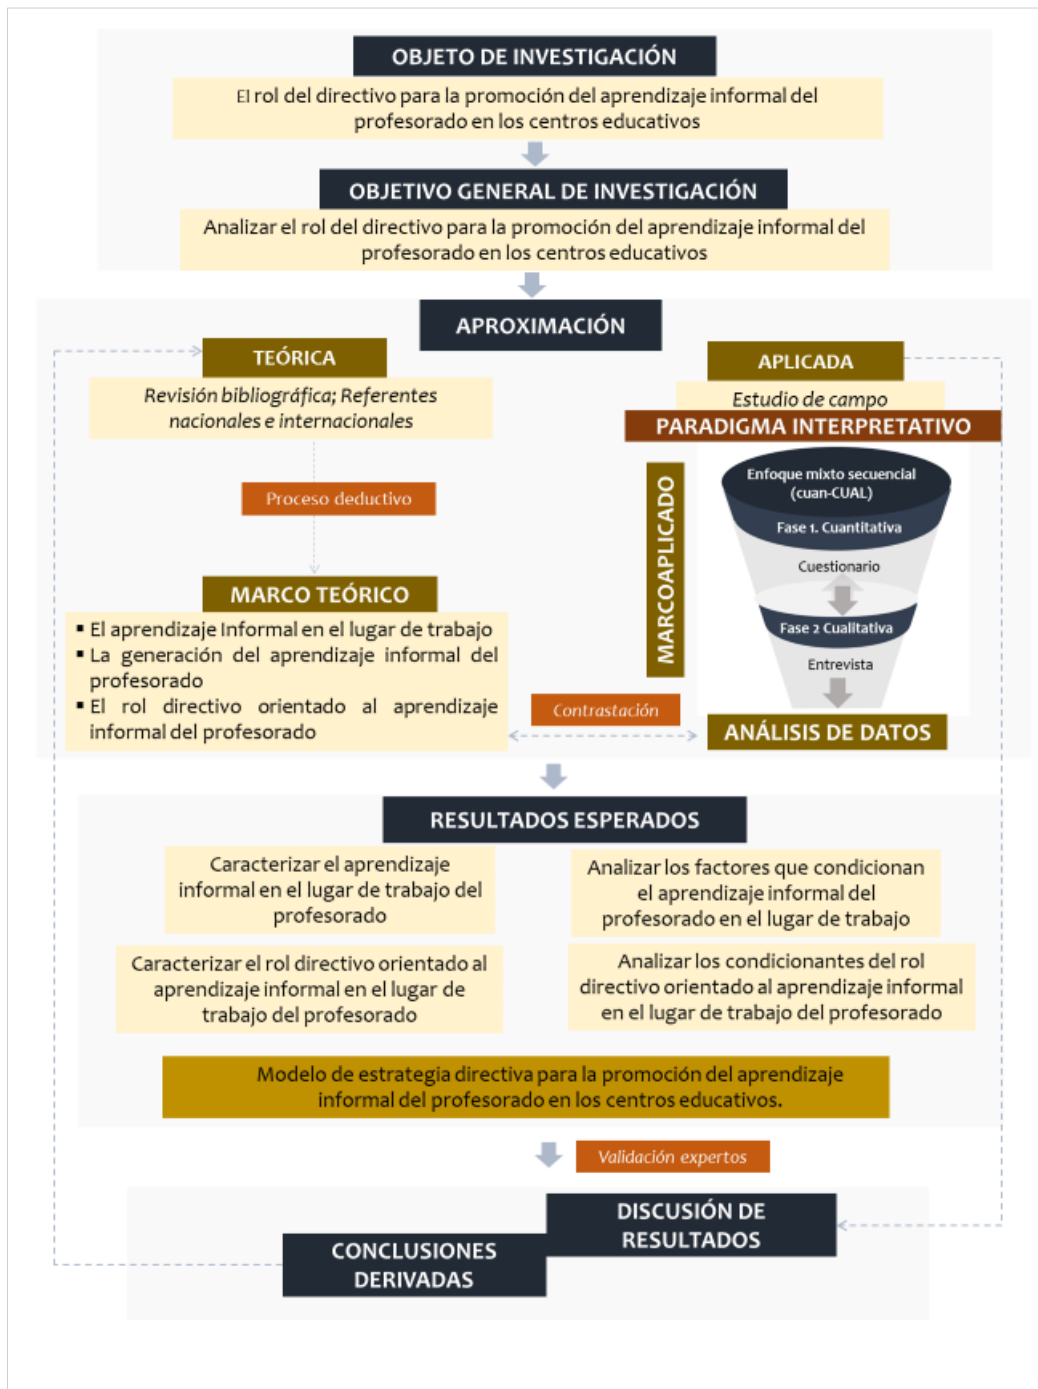 OBJETO DE INVESTIGACIÓN
El rol del directivo para la promoción del aprendizaje informal del
profesorado en los centros educativos
OBJETIVO GENERAL DE INVESTIGACIÓN
Analizar el rol del directivo para la promoción del aprendizaje informal del
profesorado en los centros educativos
APROXIMACIÓN
TEÓRICA
Revisión bibliográfica; Referentes
nacionales e internacionales
Proceso deductivo
MARCO TEÓRICO
▪ El aprendizaje Informal en el lugar de trabajo
▪ La generación del aprendizaje informal del
profesorado
▪ El rol directivo orientado al aprendizaje
informal del profesorado
Contrastación
APLICADA
Estudio de campo
PARADIGMA INTERPRETATIVO
MARCOAPLICADO
Enfoque mixto secuencial
(cuan-CUAL)
Fase 1. Cuantitativa
Cuestionario
Fase 2 Cualitativa
Entrevista
ANÁLISIS DE DATOS
RESULTADOS ESPERADOS
Caracterizar el aprendizaje
informal en el lugar de trabajo del
profesorado
Analizar los factores que condicionan
el aprendizaje informal del
profesorado en el lugar de trabajo
Caracterizar el rol directivo orientado al
aprendizaje informal en el lugar de
trabajo del profesorado
Analizar los condicionantes del rol
directivo orientado al aprendizaje informal
en el lugar de trabajo del profesorado
Modelo de estrategia directiva para la promoción del aprendizaje
informal del profesorado en los centros educativos.
Validación expertos
DISCUSIÓN DE
RESULTADOS
CONCLUSIONES
DERIVADAS